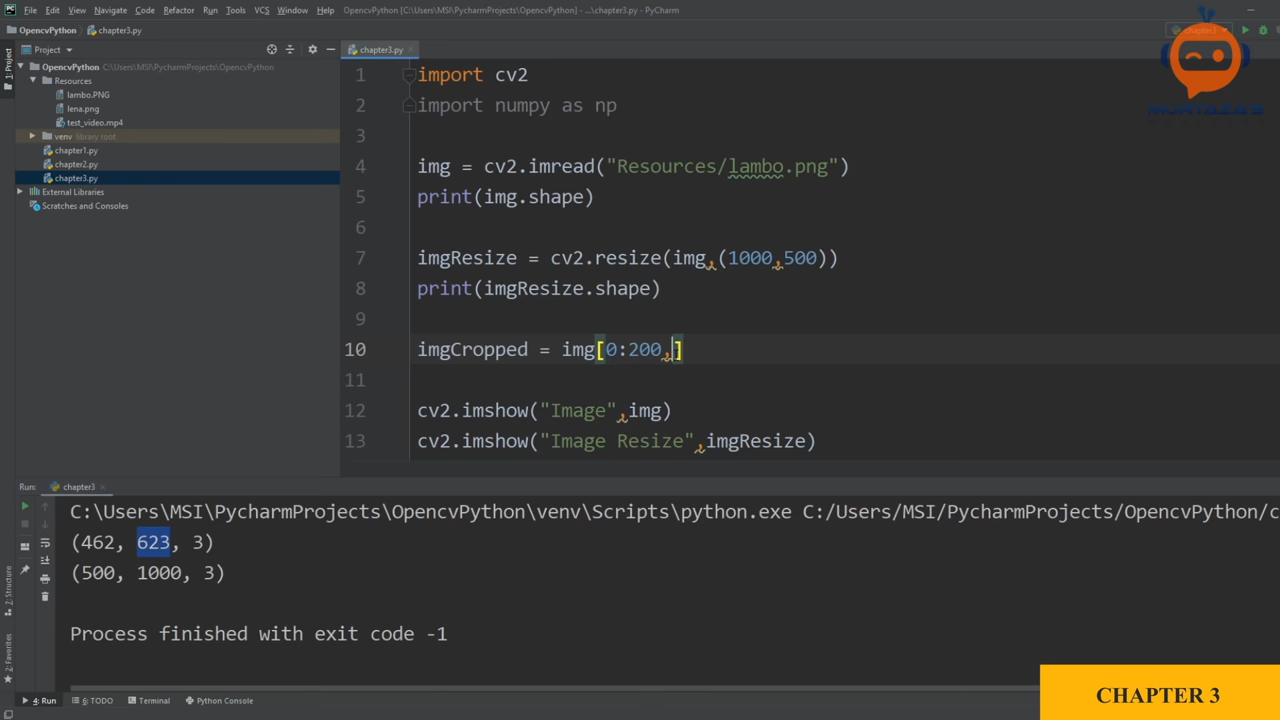 File Edit View Navigate Code Refactor Run Tools VCS Window Help OpencvPython [C:\Users\MSI\PycharmProjects\OpencvPython] - ...\chapter3.py - PyCharm
OpencvPython chapter3.py
chapter3
Project
chapter3.py
1: Project
OpencvPython C:\Users\MSI\PycharmProjects\OpencvPython
Resources
lambo.PNG
lena.png
test_video.mp4
venv library root
chapter1.py
chapter2.py
chapter3.py
External Libraries
Scratches and Consoles
1 import cv2
2 import numpy as np
3
4 img = cv2.imread("Resources/lambo.png")
5 print(img.shape)
6
7 imgResize = cv2.resize(img,(1000,500))
8 print(imgResize.shape)
9
10 imgCropped = img[0:200,]
11
12 cv2.imshow("Image",img)
13 cv2.imshow("Image Resize",imgResize)
Run: chapter3
C:\Users\MSI\PycharmProjects\OpencvPython\venv\Scripts\python.exe C:/Users/MSI/PycharmProjects/OpencvPython/c
(462, 623, 3)
(500, 1000, 3)
Process finished with exit code -1
7: Structure
2: Favorites
4: Run 6: TODO Terminal Python Console
CHAPTER 3